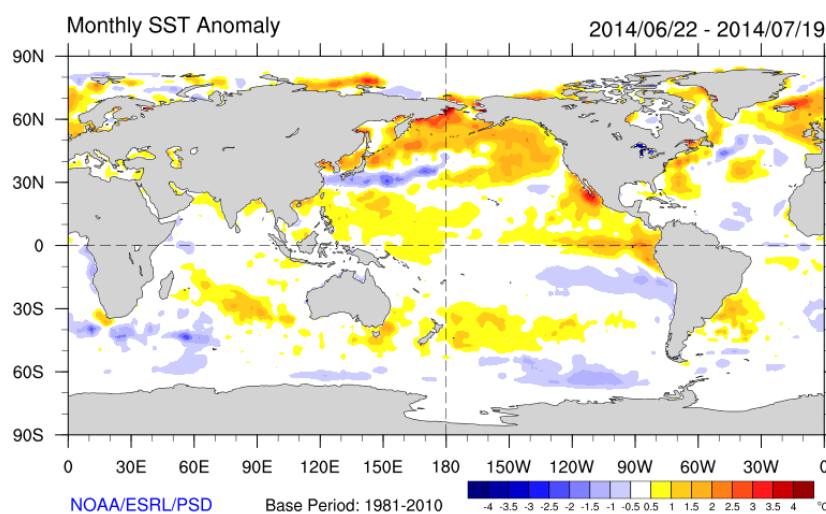 Monthly SST Anomaly
2014/06/22 - 2014/07/19
90N
60N
30N
0
30S
60S
90S
0 30E 60E 90E 120E 150E 180 150W 120W 90W 60W 30W 0
NOAA/ESRL/PSD
Base Period: 1981-2010
-4 -3.5 -3 -2.5 -2 -1.5 -1 -0.5 0.5 1 1.5 2 2.5 3 3.5 4 °C